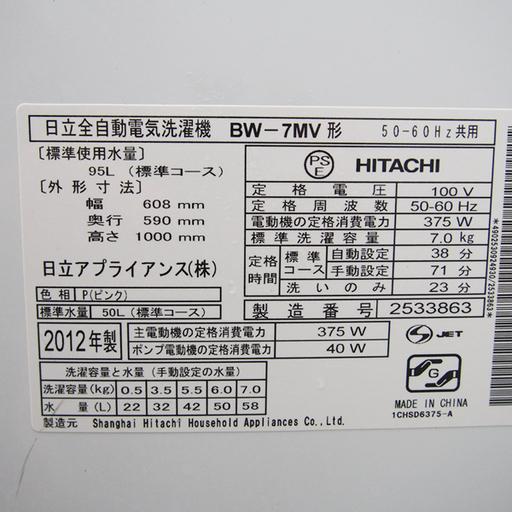 日立全自動電気洗濯機 BW-7MV形 50-60Hz共用
〔標準使用水量〕
95L (標準コース)
〔外形寸法〕
幅 608 mm
奥行 590 mm
高さ 1000 mm
日立アプライアンス(株)
色相 P(ピンク)
標準水量 50L (標準コース)
PS
E
HITACHI
定格電圧 100 V
定格周波数 50-60 Hz
電動機の定格消費電力 375 W
標準洗濯容量 7.0 kg
定格時間 標準コース 自動設定 38 分
手動設定 71 分
洗いのみ 23 分
製造番号 2533863
2012年製
主電動機の定格消費電力 375 W
ポンプ電動機の定格消費電力 40 W
S JET
洗濯容量と水量 (手動設定の水量)
洗濯容量(kg) 0.5 3.5 5.5 6.0 7.0
水量(L) 22 32 42 50 58
製造元 Shanghai Hitachi Household Appliances Co.,Ltd.
G
MADE IN CHINA
1CHSD6375-A
*4902530924930/2533863*